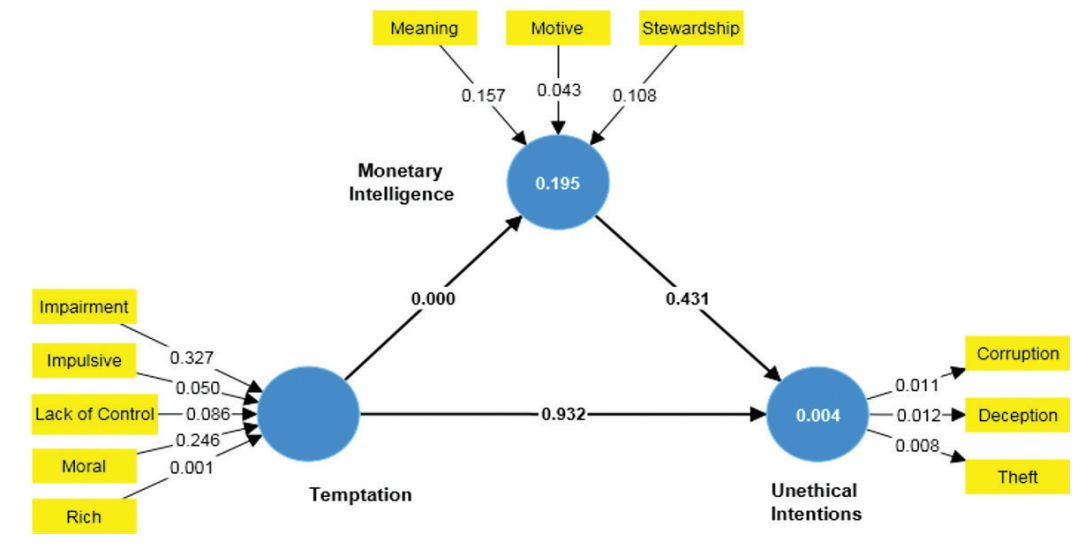 Meaning
Motive
Stewardship
0.157
0.043
0.108
Monetary
Intelligence
0.195
0.000
0.431
Impairment
Impulsive
Lack of Control
Moral
Rich
0.327
0.050
0.086
0.246
0.001
Temptation
0.932
0.004
Unethical
Intentions
0.011
0.012
0.008
Corruption
Deception
Theft